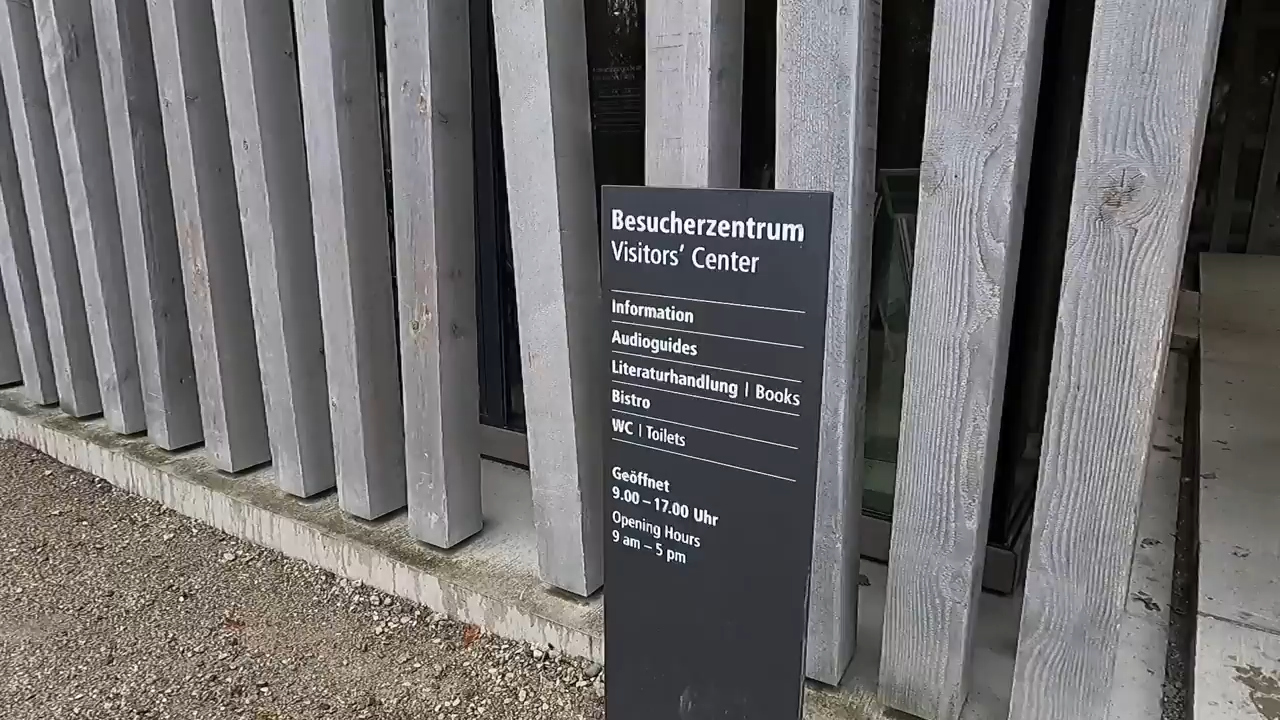 Besucherzentrum
Visitors' Center
Information
Audioguides
Literaturhandlung | Books
Bistro
WC | Toilets
Geöffnet
9.00 – 17.00 Uhr
Opening Hours
9 am – 5 pm